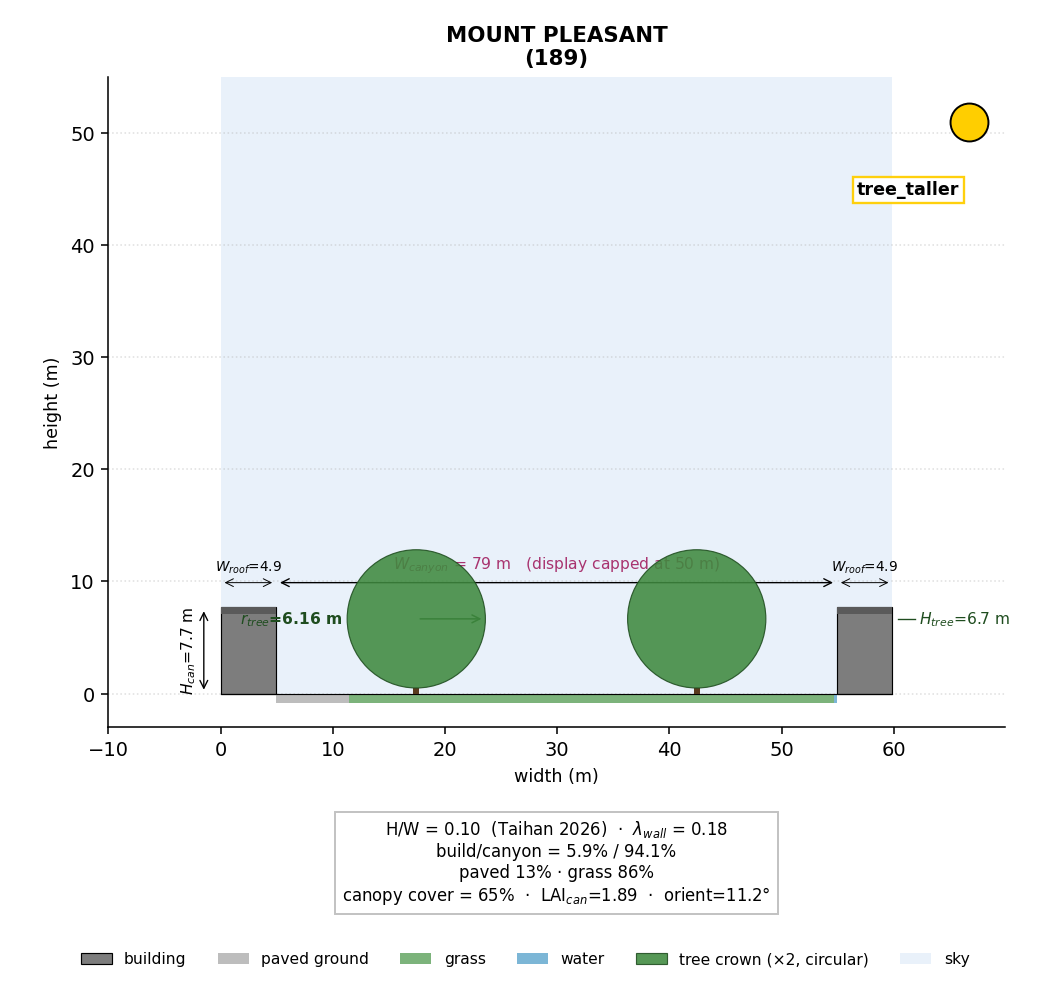 MOUNT PLEASANT
(189)
50
40
30
20
10
0
height (m)
tree_taller
W_canyon = 79 m (display capped at 50 m)
W_roof=4.9
W_roof=4.9
r_tree=6.16 m
H_tree=6.7 m
H_can=7.7 m
−10 0 10 20 30 40 50 60
width (m)
H/W = 0.10 (Taihan 2026) · λ_wall = 0.18
build/canyon = 5.9% / 94.1%
paved 13% · grass 86%
canopy cover = 65% · LAI_can=1.89 · orient=11.2°
building paved ground grass water tree crown (×2, circular) sky